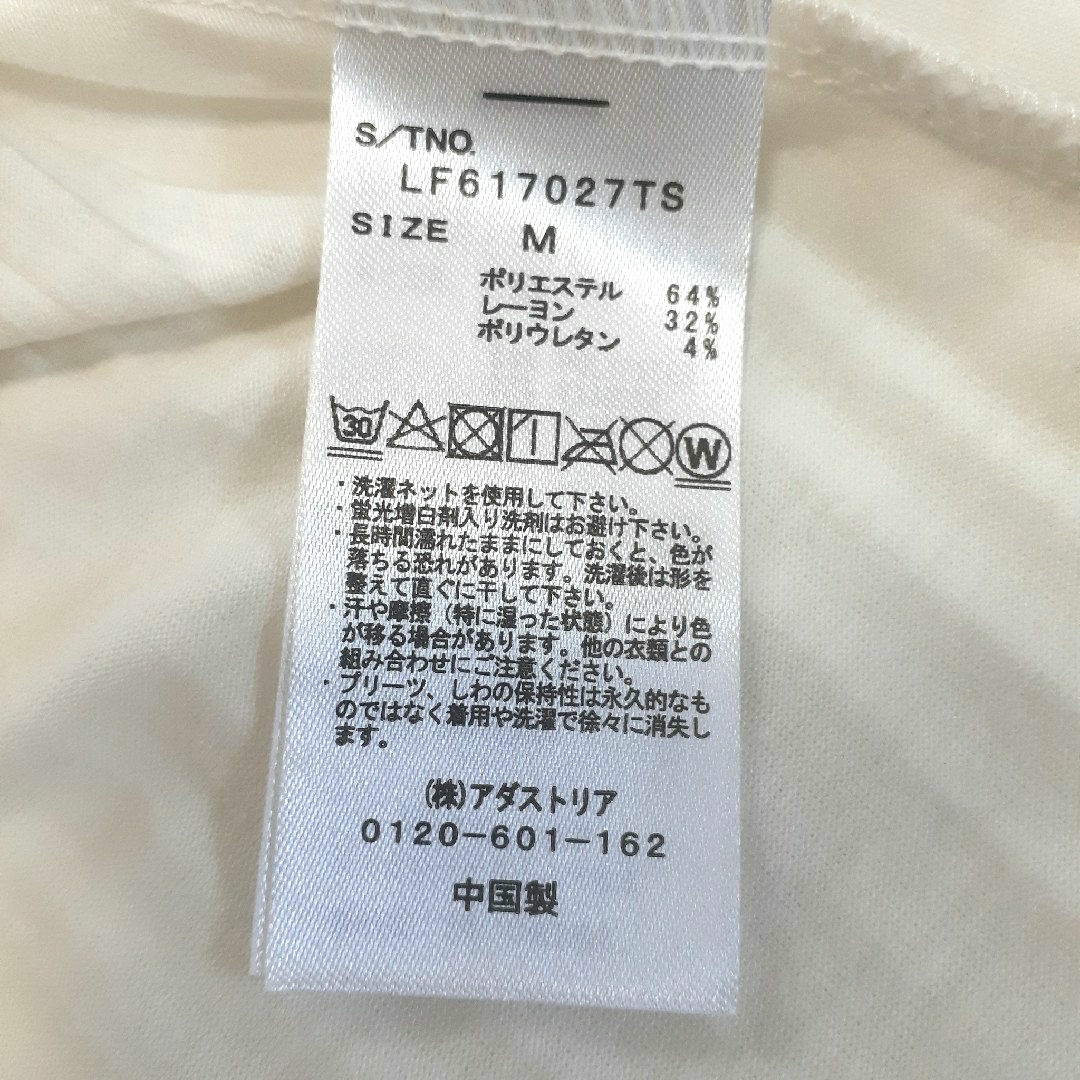 S/TNO.
LF617027TS
SIZE M
ポリエステル 64%
レーヨン 32%
ポリウレタン 4%
30 W
・洗濯ネットを使用して下さい。
・蛍光増白剤入り洗剤はお避け下さい。
・長時間濡れたままにしておくと、色が
落ちる恐れがあります。洗濯後は形を
整えて直ぐに干して下さい。
・汗や摩擦（特に湿った状態）により色
が移る場合があります。他の衣類との
組み合わせにご注意ください。
・プリーツ、しわの保持性は永久的なも
のではなく着用や洗濯で徐々に消失し
ます。
(株)アダストリア
0120-601-162
中国製